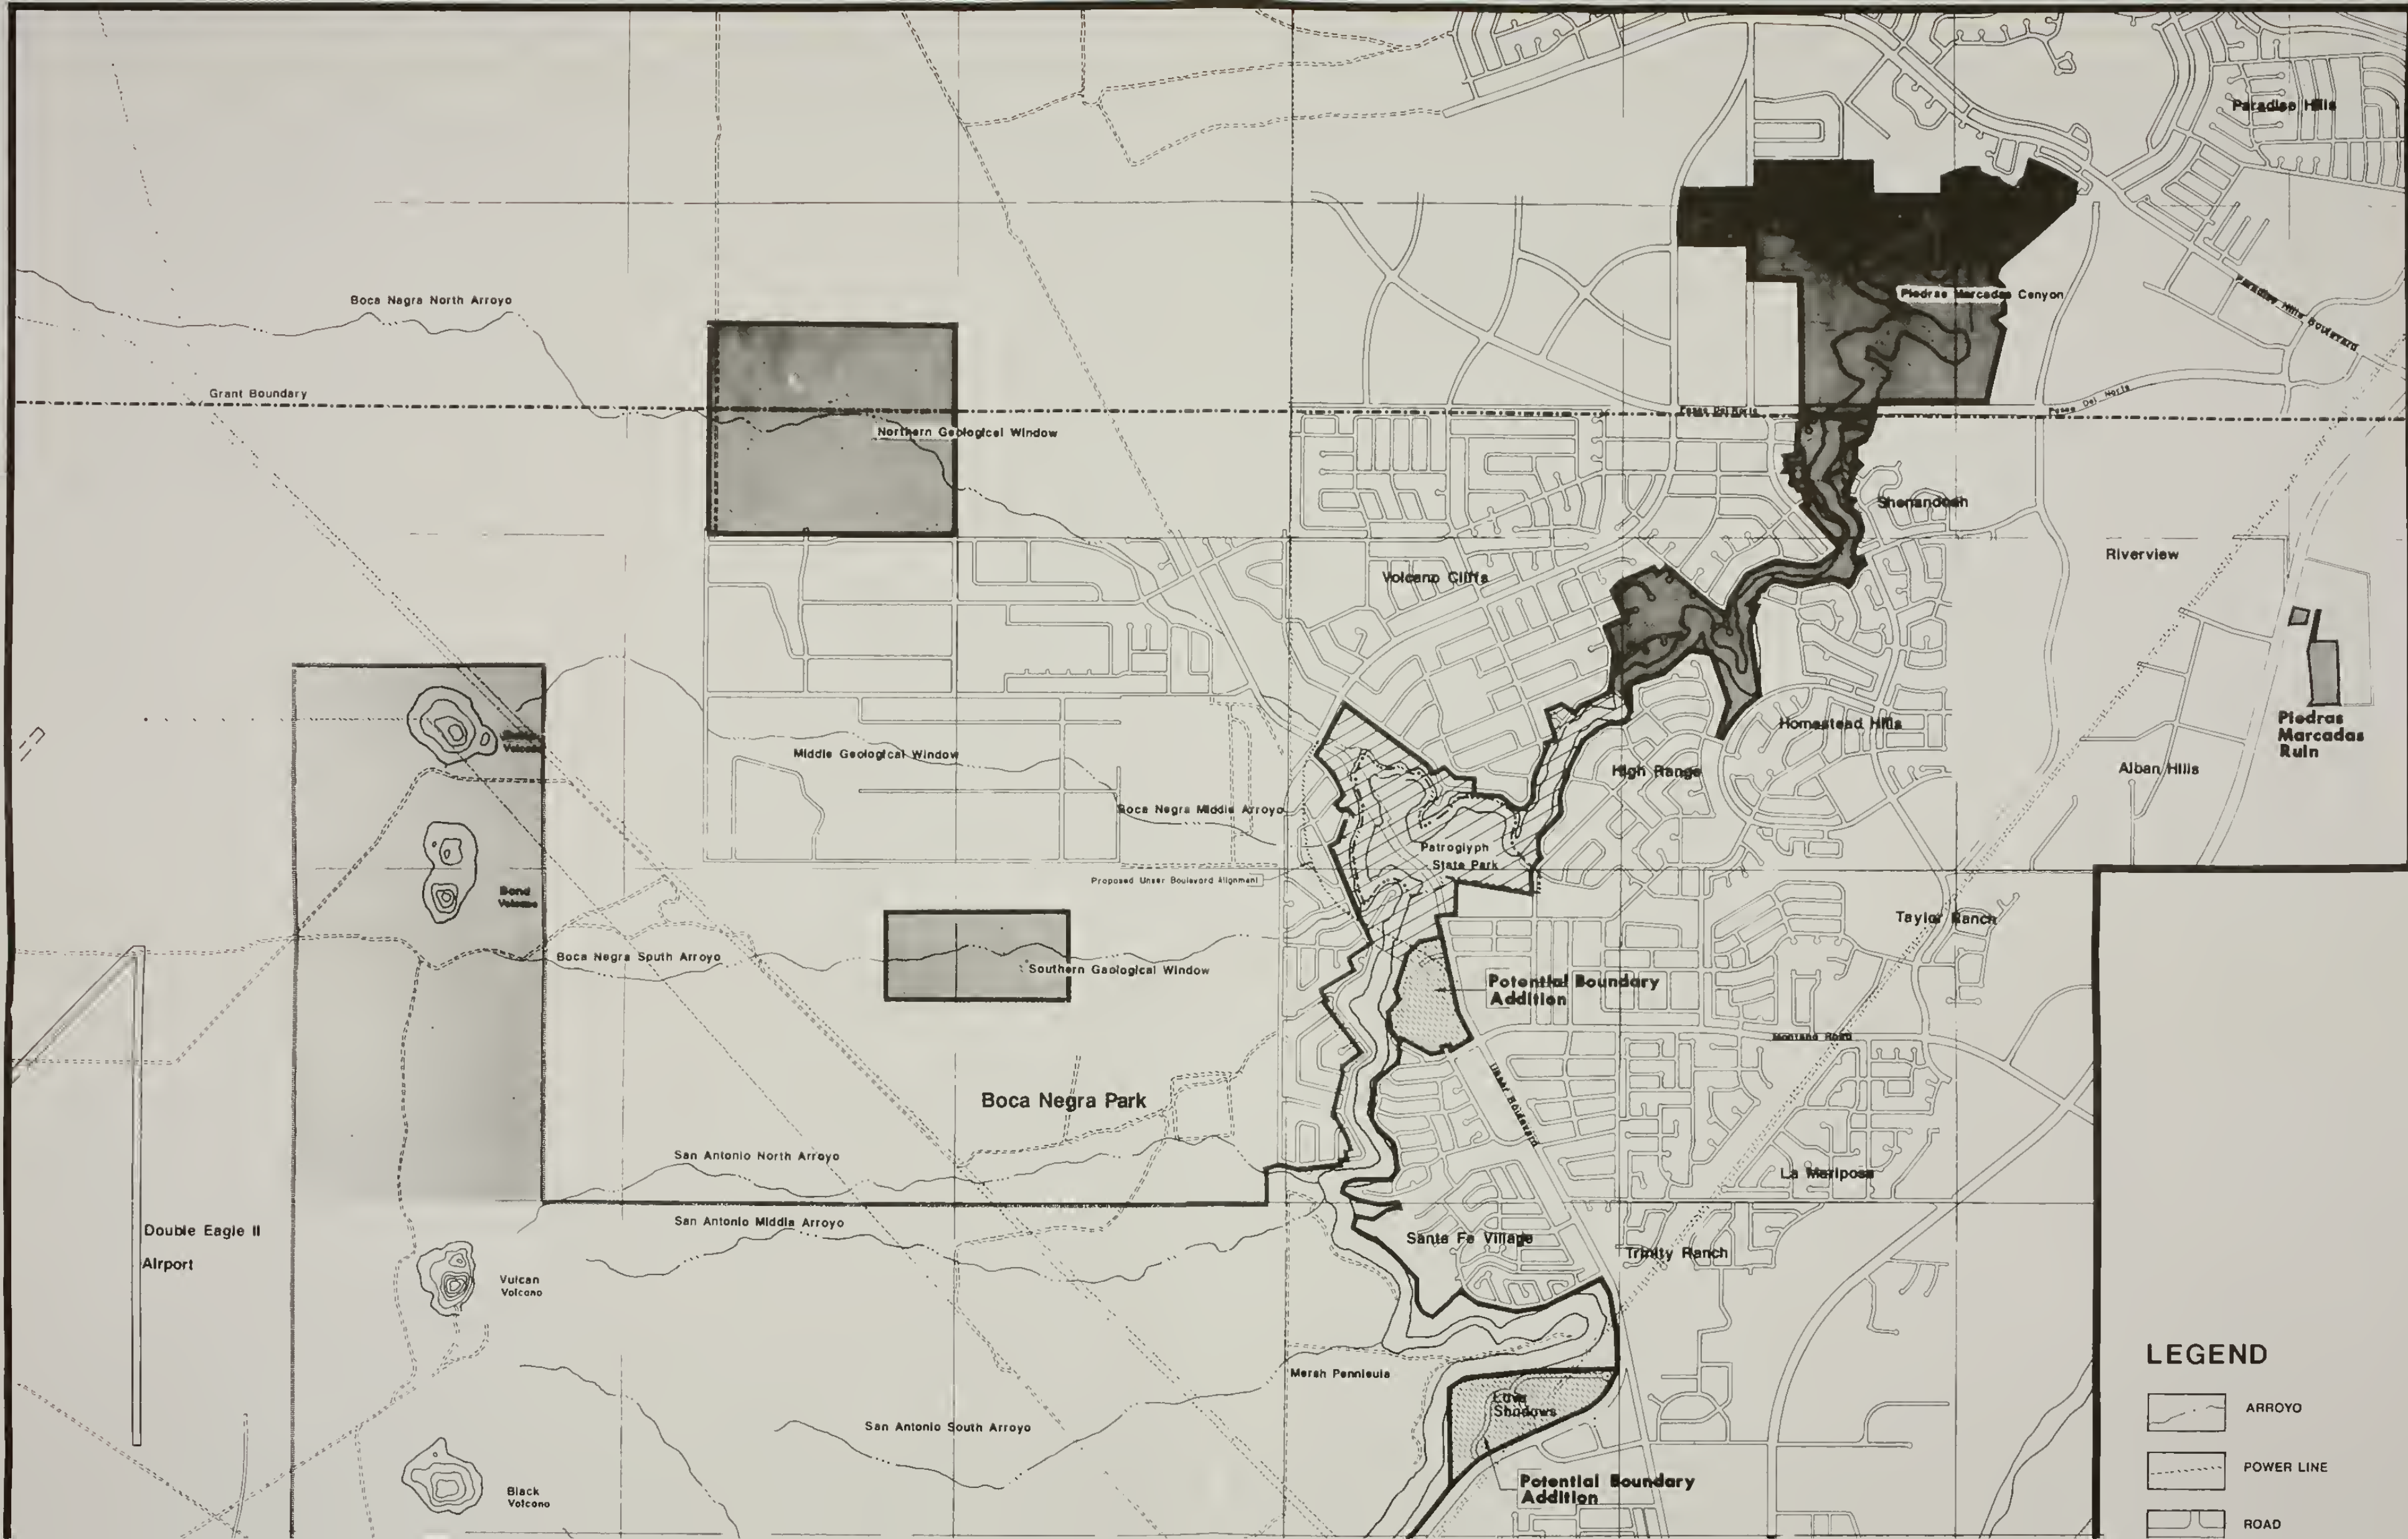 Paradise Hills
Boca Negra North Arroyo
Piedras Marcadas Canyon
Paradise Hills Boulevard
Grant Boundary
Paseo Del Norte
Paseo Del Norte
Northern Geological Window
Shenandoah
Riverview
Volcano Cliffs
Piedras
Marcadas
Ruin
Homestead Hills
Volcano
Middle Geological Window
High Range
Alban Hills
Boca Negra Middle Arroyo
Petroglyph
State Park
Proposed Unser Boulevard Alignment
Bond
Volcano
Taylor Ranch
Boca Negra South Arroyo
Southern Geological Window
Potential Boundary
Addition
Montano Road
Unser Boulevard
Boca Negra Park
San Antonio North Arroyo
La Mariposa
San Antonio Middle Arroyo
Double Eagle II
Airport
Santa Fe Village
Trinity Ranch
Vulcan
Volcano
LEGEND
Marsh Pennisula
Lava
Shadows
ARROYO
San Antonio South Arroyo
POWER LINE
Potential Boundary
Addition
Black
Volcano
ROAD